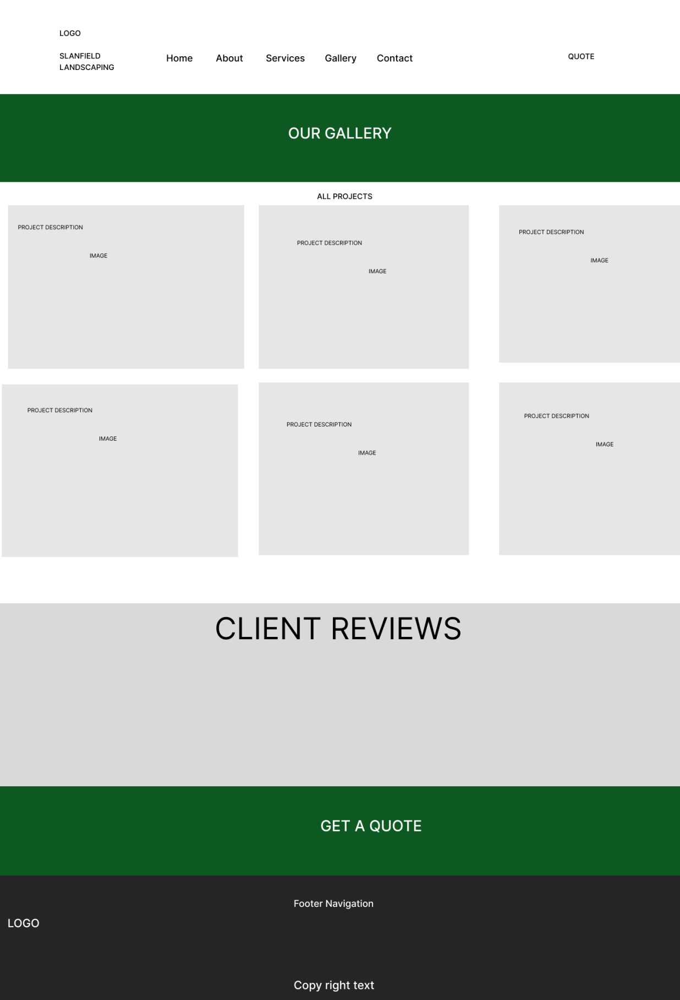 LOGO
SLANFIELD
LANDSCAPING
Home About Services Gallery Contact
QUOTE
OUR GALLERY
ALL PROJECTS
PROJECT DESCRIPTION
IMAGE
PROJECT DESCRIPTION
IMAGE
PROJECT DESCRIPTION
IMAGE
PROJECT DESCRIPTION
IMAGE
PROJECT DESCRIPTION
IMAGE
PROJECT DESCRIPTION
IMAGE
CLIENT REVIEWS
GET A QUOTE
Footer Navigation
LOGO
Copy right text